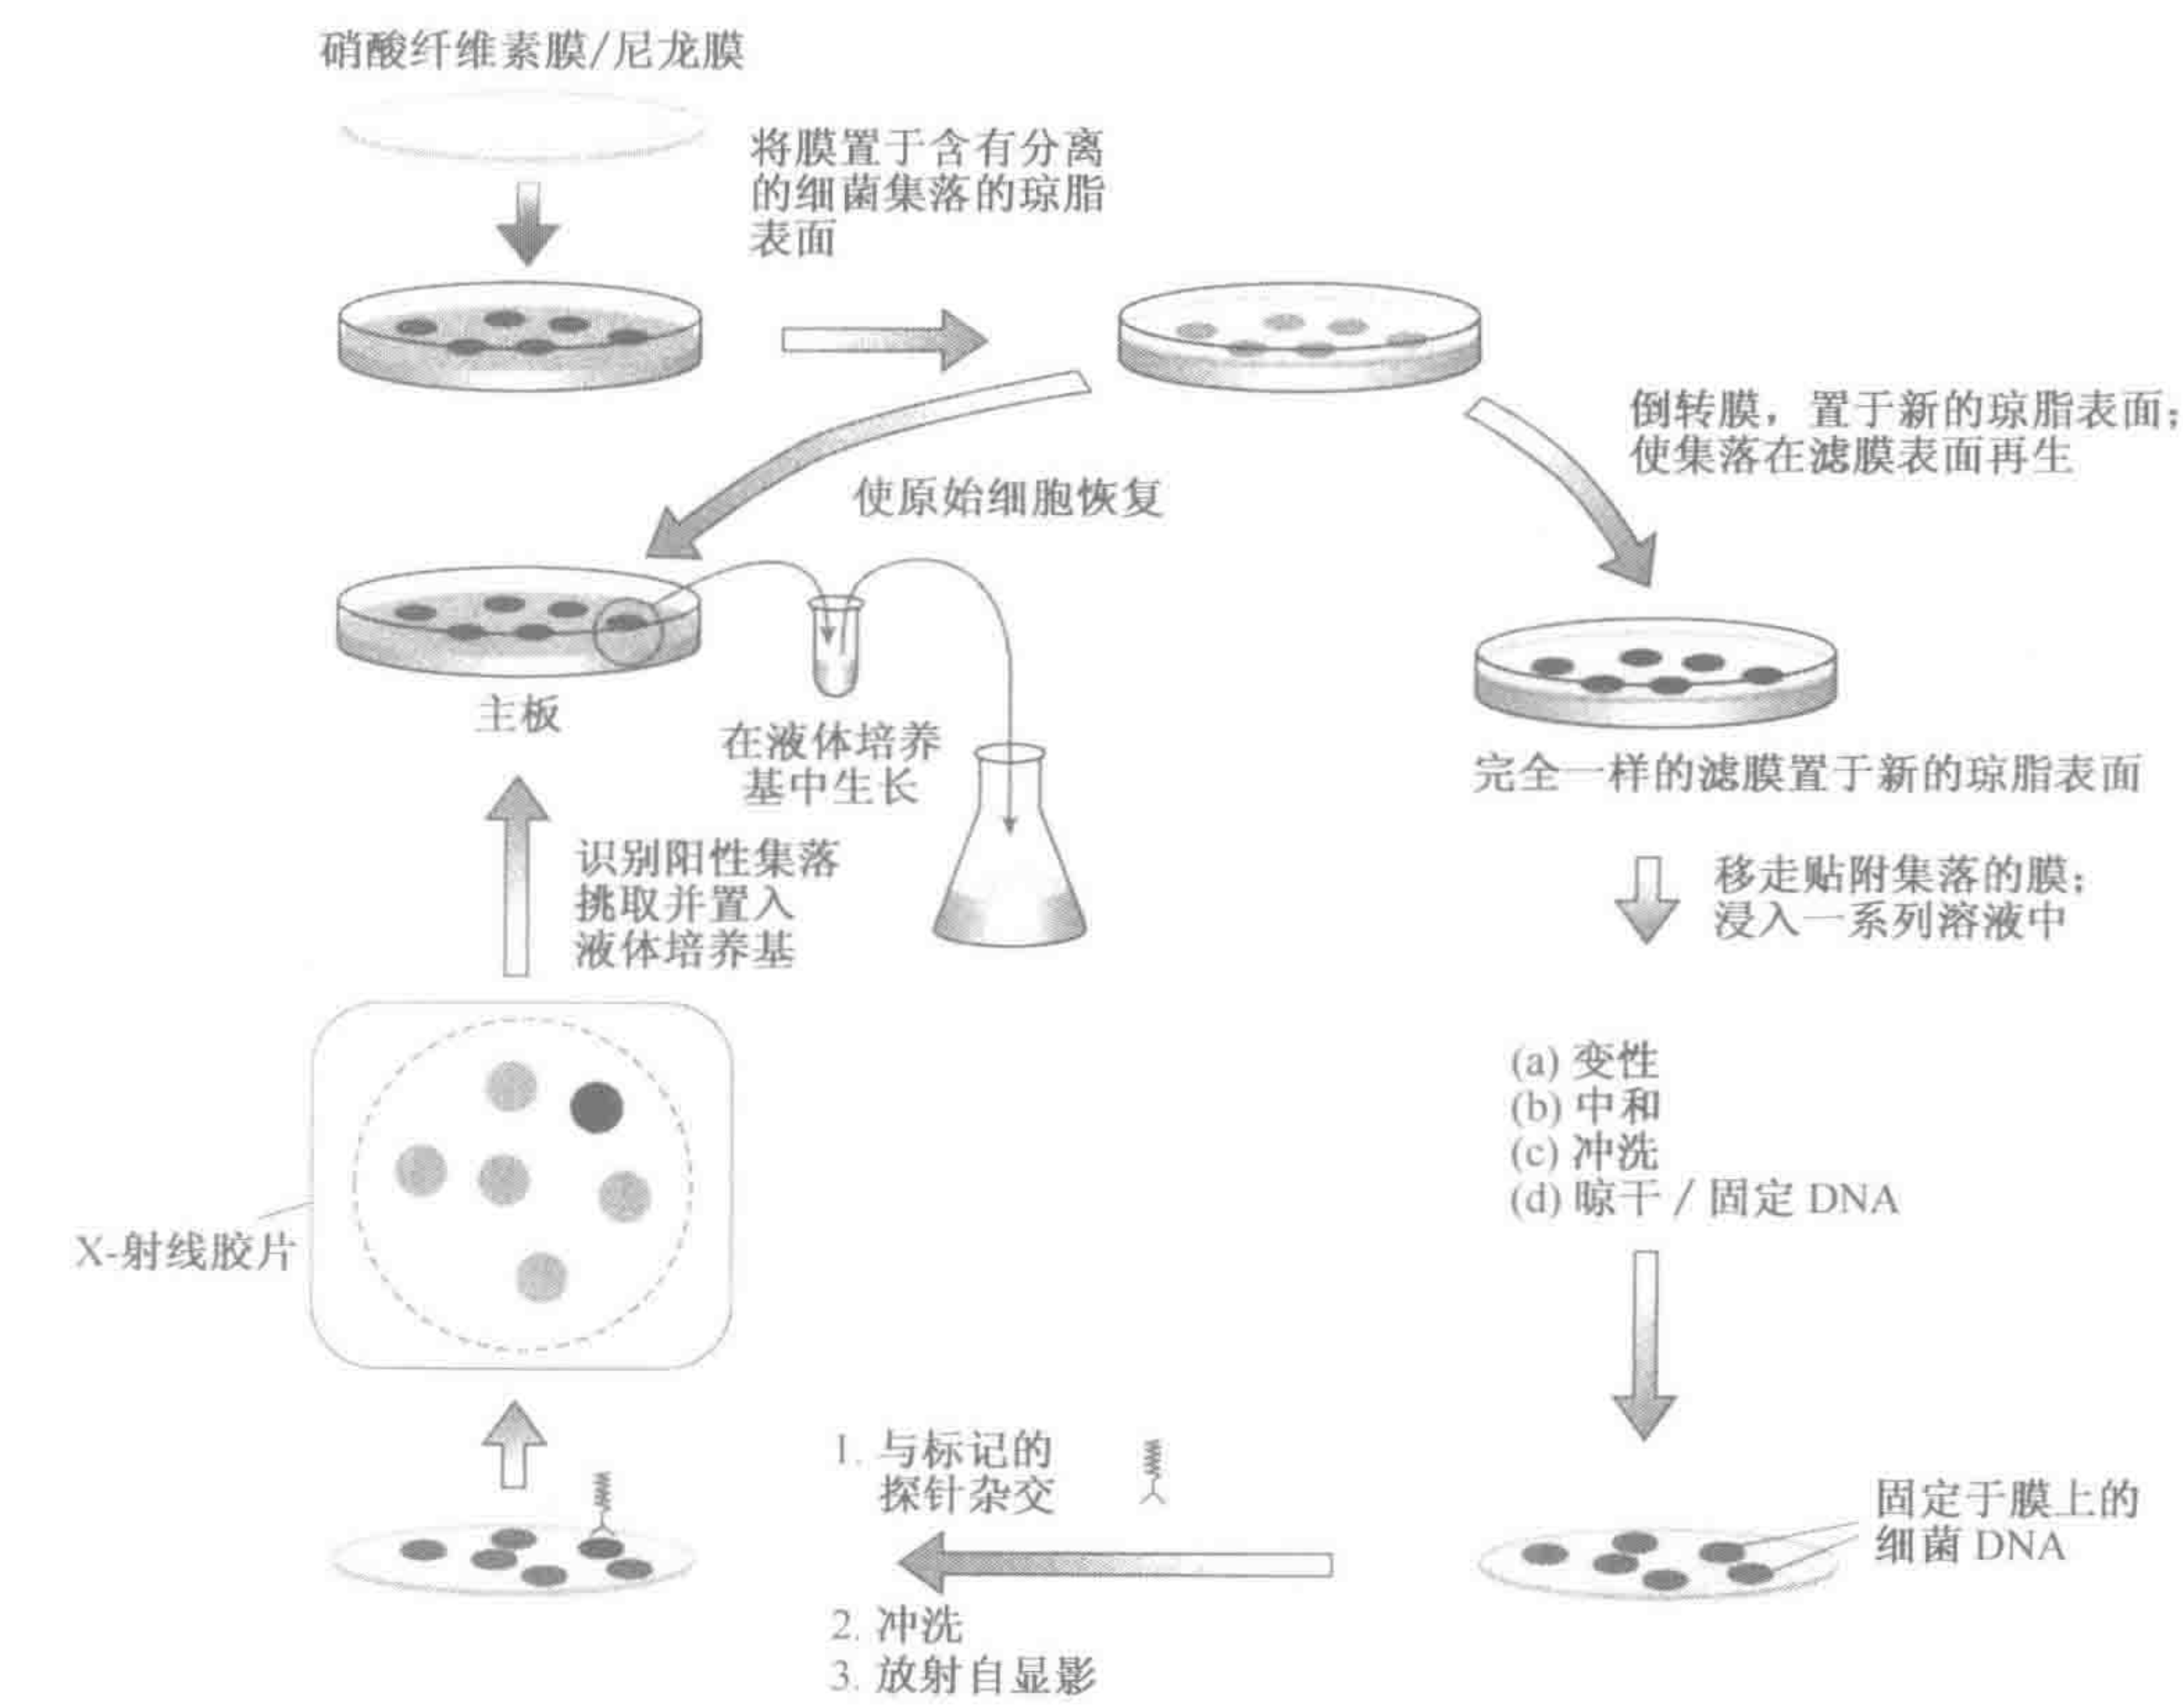 硝酸纤维素膜/尼龙膜
将膜置于含有分离
的细菌集落的琼脂
表面
倒转膜，置于新的琼脂表面；
使集落在滤膜表面再生
使原始细胞恢复
主板
在液体培养
基中生长
完全一样的滤膜置于新的琼脂表面
识别阳性集落
挑取并置入
液体培养基
移走贴附集落的膜；
浸入一系列溶液中
(a) 变性
(b) 中和
(c) 冲洗
(d) 晾干 / 固定 DNA
X-射线胶片
1. 与标记的
探针杂交
2. 冲洗
3. 放射自显影
固定于膜上的
细菌 DNA